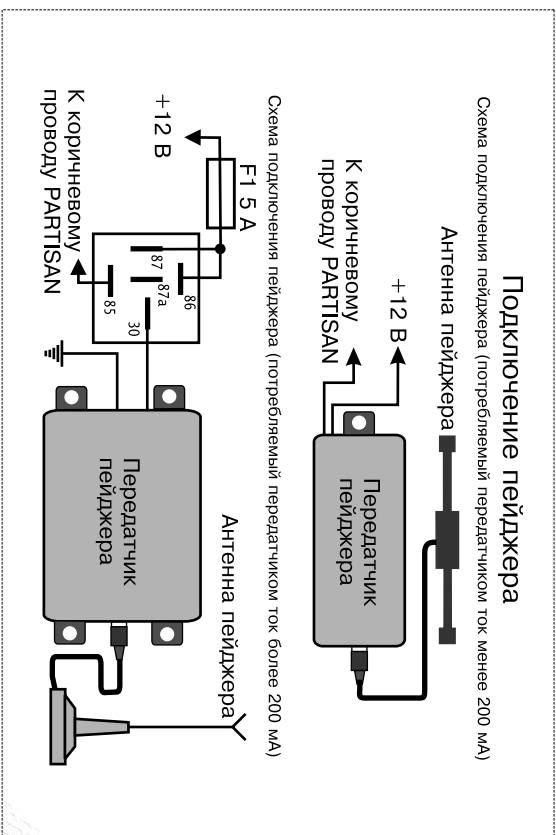 Подключение пейджера
Схема подключения пейджера (потребляемый передатчиком ток менее 200 мА)
Антенна пейджера
+12 В
К коричневому
проводу PARTISAN
Передатчик
пейджера
Схема подключения пейджера (потребляемый передатчиком ток более 200 мА)
Антенна пейджера
F1 5 А
+12 В
К коричневому
проводу PARTISAN
86
87
87a
85
30
Передатчик
пейджера